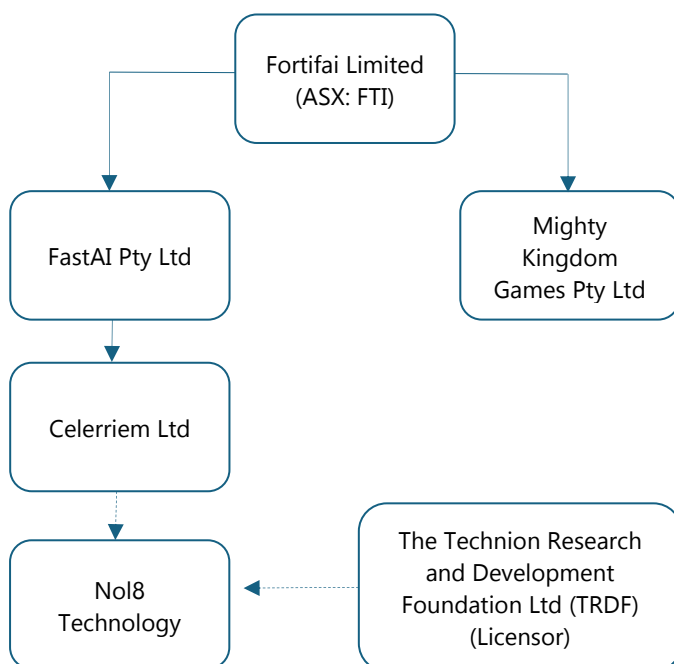 Fortifai Limited
(ASX: FTI)
FastAI Pty Ltd
Mighty
Kingdom
Games Pty Ltd
Celerriem Ltd
Nol8
Technology
The Technion Research
and Development
Foundation Ltd (TRDF)
(Licensor)